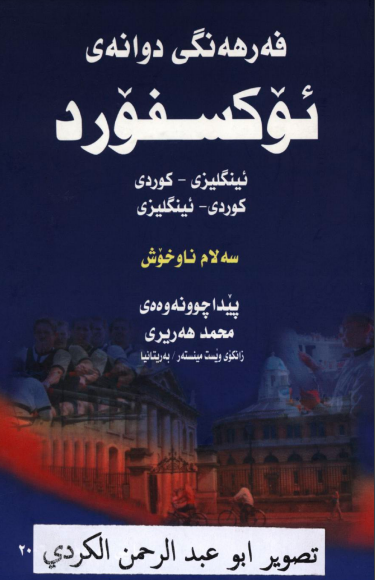 فەرهەنگی دوانەی
ئۆکسفۆرد
ئینگلیزی - کوردی
کوردی- ئینگلیزی
سەلام ناوخۆش
پێداچوونەوەی
محمد هەریری
زانکۆی وێست مینستەر / بەریتانیا
٢٠
تصوير ابو عبد الرحمن الكردي